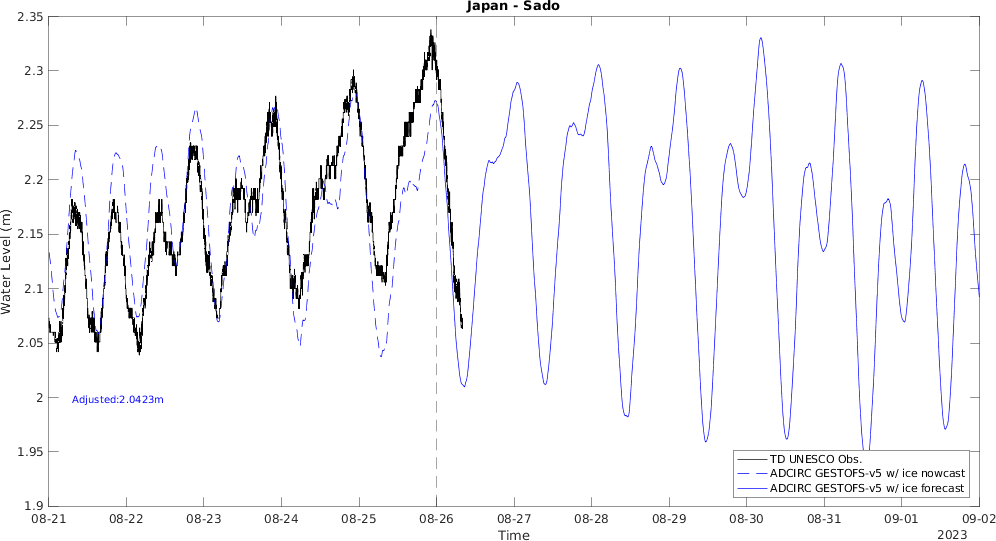 Japan - Sado
2.35
2.3
2.25
2.2
2.15
2.1
2.05
2
1.95
1.9
Water Level (m)
Adjusted:2.0423m
TD UNESCO Obs.
ADCIRC GESTOFS-v5 w/ ice nowcast
ADCIRC GESTOFS-v5 w/ ice forecast
08-21 08-22 08-23 08-24 08-25 08-26 08-27 08-28 08-29 08-30 08-31 09-01 09-02
Time
2023